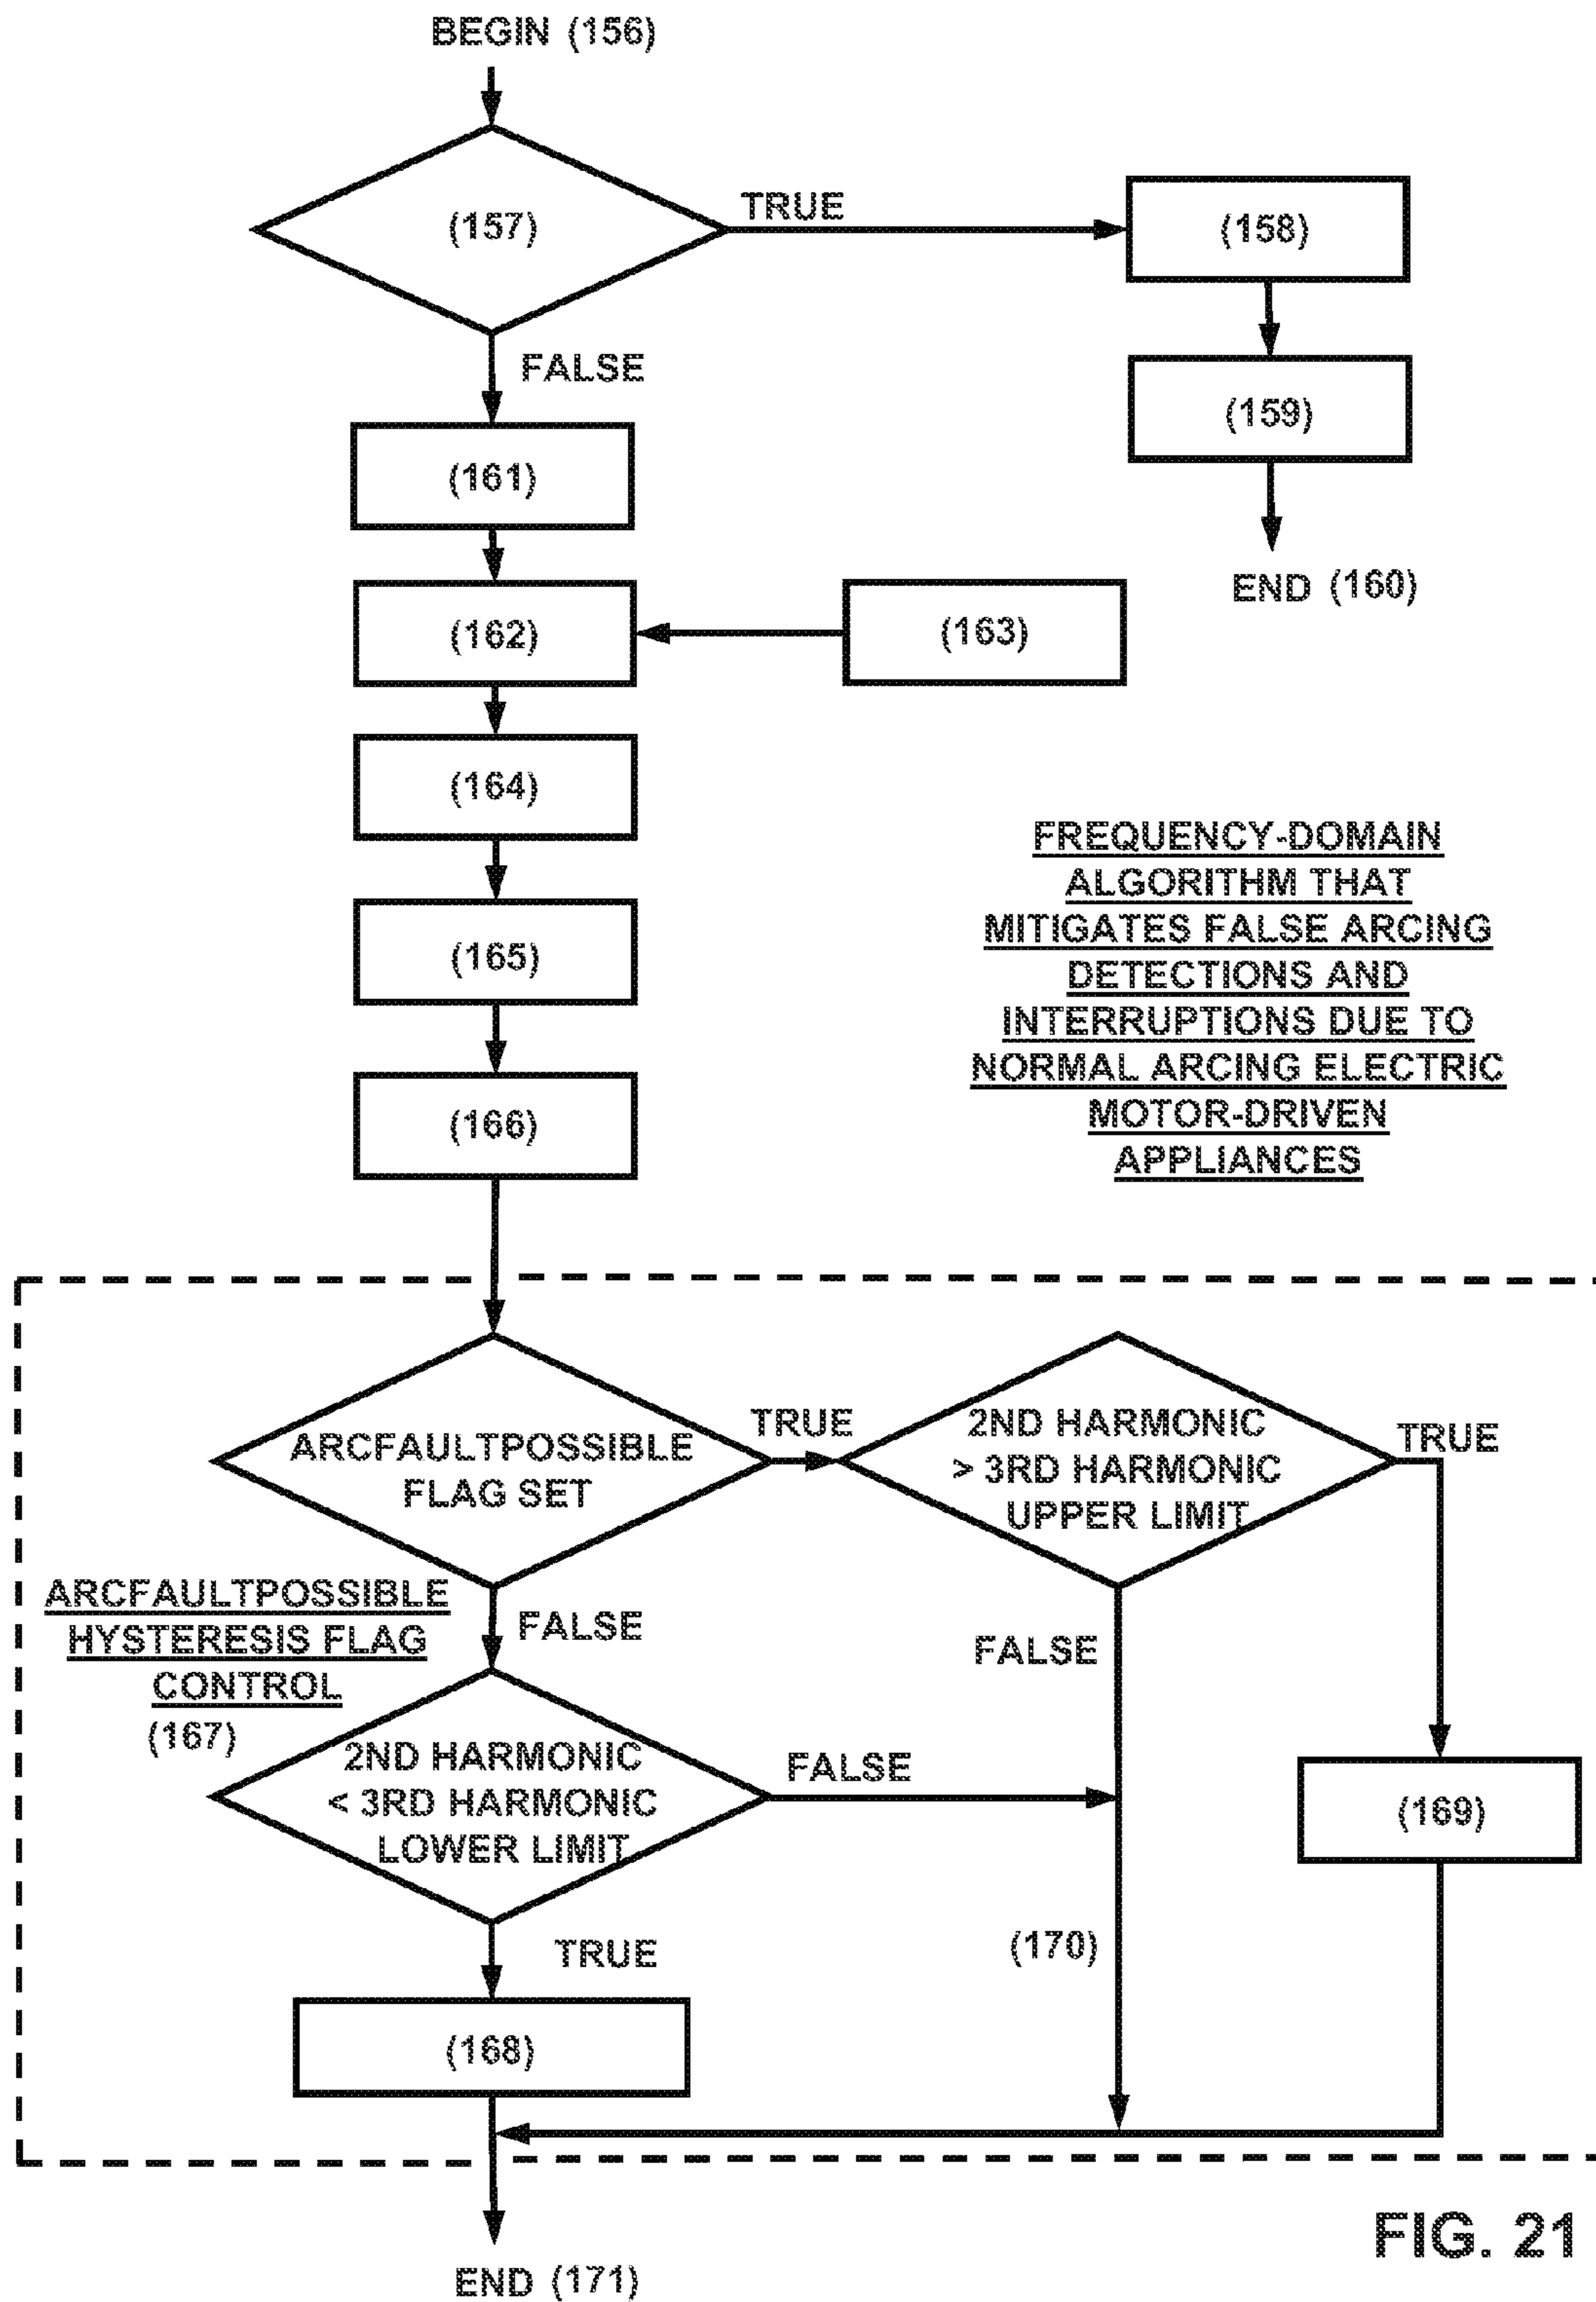 BEGIN (156)
(157)
TRUE
(158)
FALSE
(159)
(161)
END (160)
(162)
(163)
(164)
FREQUENCY-DOMAIN
ALGORITHM THAT
MITIGATES FALSE ARCING
DETECTIONS AND
INTERRUPTIONS DUE TO
NORMAL ARCING ELECTRIC
MOTOR-DRIVEN
APPLIANCES
(165)
(166)
ARCFAULTPOSSIBLE
FLAG SET
TRUE
2ND HARMONIC
> 3RD HARMONIC
UPPER LIMIT
TRUE
ARCFAULTPOSSIBLE
HYSTERESIS FLAG
CONTROL
(167)
FALSE
FALSE
2ND HARMONIC
< 3RD HARMONIC
LOWER LIMIT
FALSE
(169)
TRUE
(170)
(168)
END (171)
FIG. 21